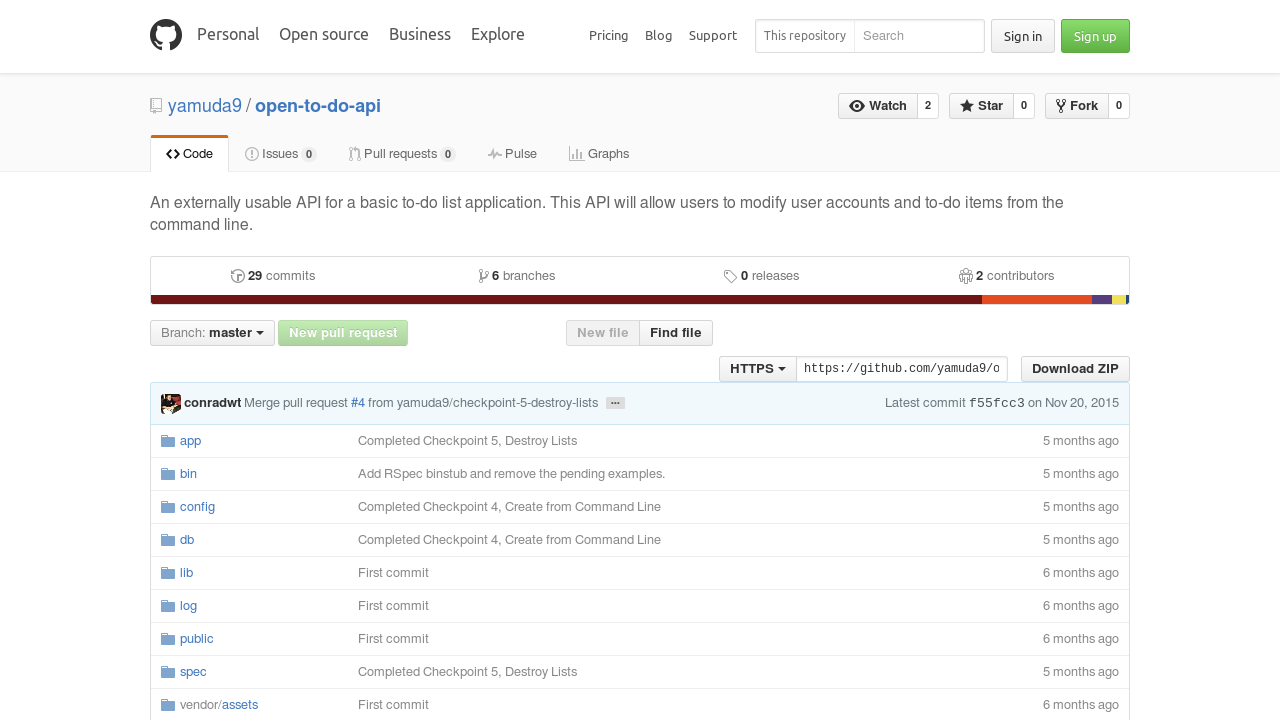 Personal Open source Business Explore Pricing Blog Support This repository Search Sign in Sign up
yamuda9 / open-to-do-api Watch 2 Star 0 Fork 0
Code Issues 0 Pull requests 0 Pulse Graphs
An externally usable API for a basic to-do list application. This API will allow users to modify user accounts and to-do items from the
command line.
29 commits 6 branches 0 releases 2 contributors
Branch: master New pull request New file Find file
HTTPS https://github.com/yamuda9/o Download ZIP
conradwt Merge pull request #4 from yamuda9/checkpoint-5-destroy-lists ... Latest commit f55fcc3 on Nov 20, 2015
app Completed Checkpoint 5, Destroy Lists 5 months ago
bin Add RSpec binstub and remove the pending examples. 5 months ago
config Completed Checkpoint 4, Create from Command Line 5 months ago
db Completed Checkpoint 4, Create from Command Line 5 months ago
lib First commit 6 months ago
log First commit 6 months ago
public First commit 6 months ago
spec Completed Checkpoint 5, Destroy Lists 5 months ago
vendor/assets First commit 6 months ago